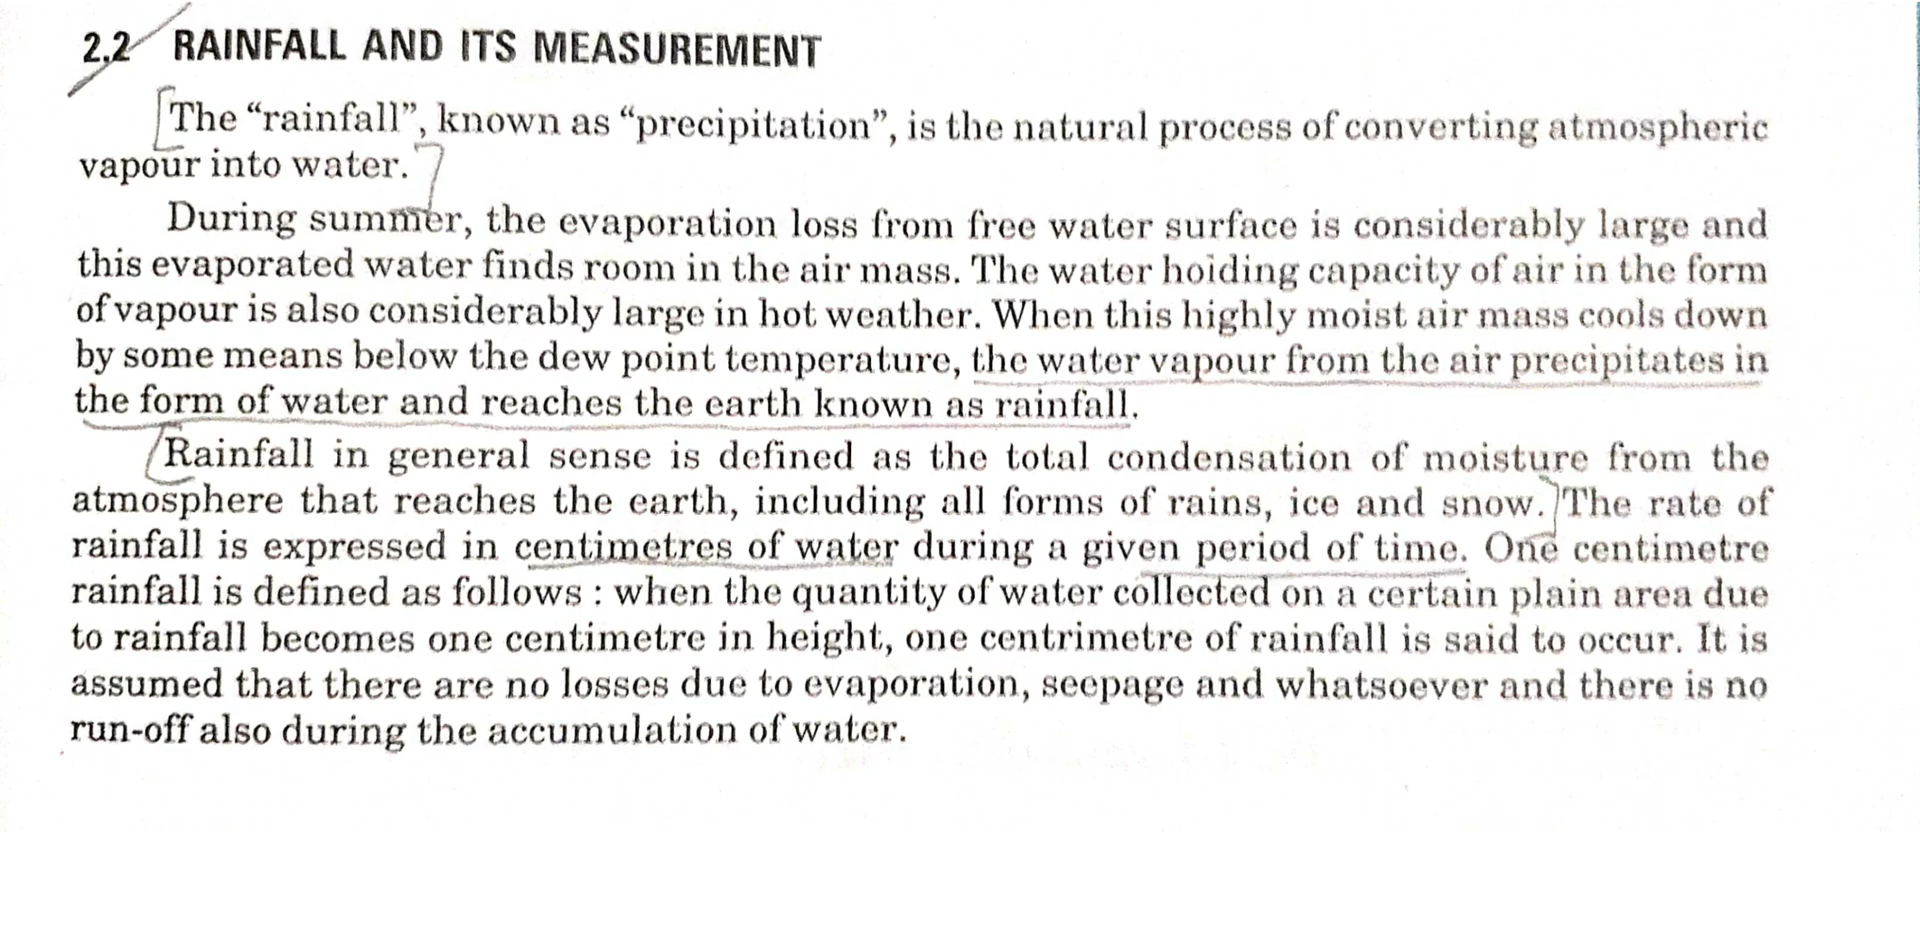 2.2 RAINFALL AND ITS MEASUREMENT
The “rainfall”, known as “precipitation”, is the natural process of converting atmospheric
vapour into water.
During summer, the evaporation loss from free water surface is considerably large and
this evaporated water finds room in the air mass. The water hoiding capacity of air in the form
of vapour is also considerably large in hot weather. When this highly moist air mass cools down
by some means below the dew point temperature, the water vapour from the air precipitates in
the form of water and reaches the earth known as rainfall.
Rainfall in general sense is defined as the total condensation of moisture from the
atmosphere that reaches the earth, including all forms of rains, ice and snow. The rate of
rainfall is expressed in centimetres of water during a given period of time. One centimetre
rainfall is defined as follows : when the quantity of water collected on a certain plain area due
to rainfall becomes one centimetre in height, one centrimetre of rainfall is said to occur. It is
assumed that there are no losses due to evaporation, seepage and whatsoever and there is no
run-off also during the accumulation of water.